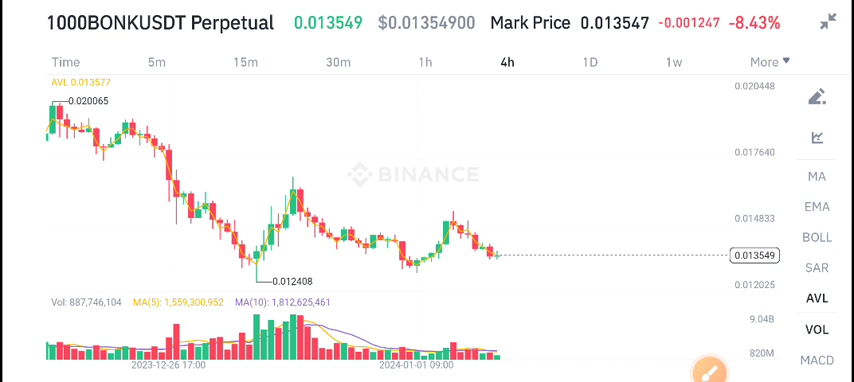 1000BONKUSDT Perpetual 0.013549 $0.01354900 Mark Price 0.013547 -0.001247 -8.43%
Time 5m 15m 30m 1h 4h 1D 1w More
AVL 0.013577
0.020448
0.020065
0.017640
BINANCE
MA
EMA
0.014833
BOLL
0.013549
SAR
0.012408
0.012025
AVL
Vol: 887,746,104 MA(5): 1,559,300,952 MA(10): 1,812,625,461
9.04B
VOL
820M
MACD
2023-12-26 17:00 2024-01-01 09:00